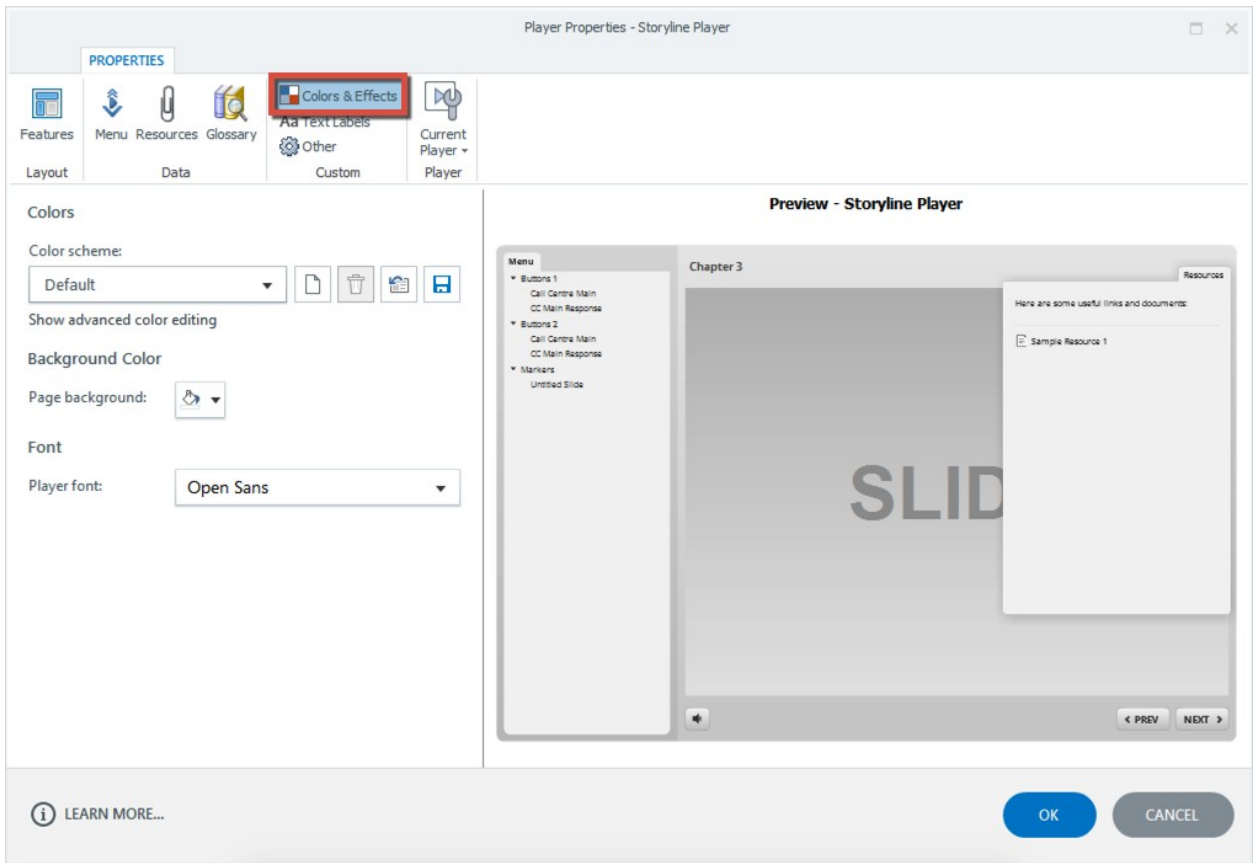 Player Properties - Storyline Player
PROPERTIES
Features
Menu
Resources
Glossary
Colors & Effects
Aa Text Labels
Other
Current Player
Layout
Data
Custom
Player
Colors
Color scheme:
Default
Show advanced color editing
Background Color
Page background:
Font
Player font:
Open Sans
Preview - Storyline Player
Menu
Buttons 1
Call Centre Main
CC Main Response
Buttons 2
Call Centre Main
CC Main Response
Markers
Untitled Slide
Chapter 3
Resources
Here are some useful links and documents:
Sample Resource 1
SLID
PREV
NEXT
LEARN MORE...
OK
CANCEL